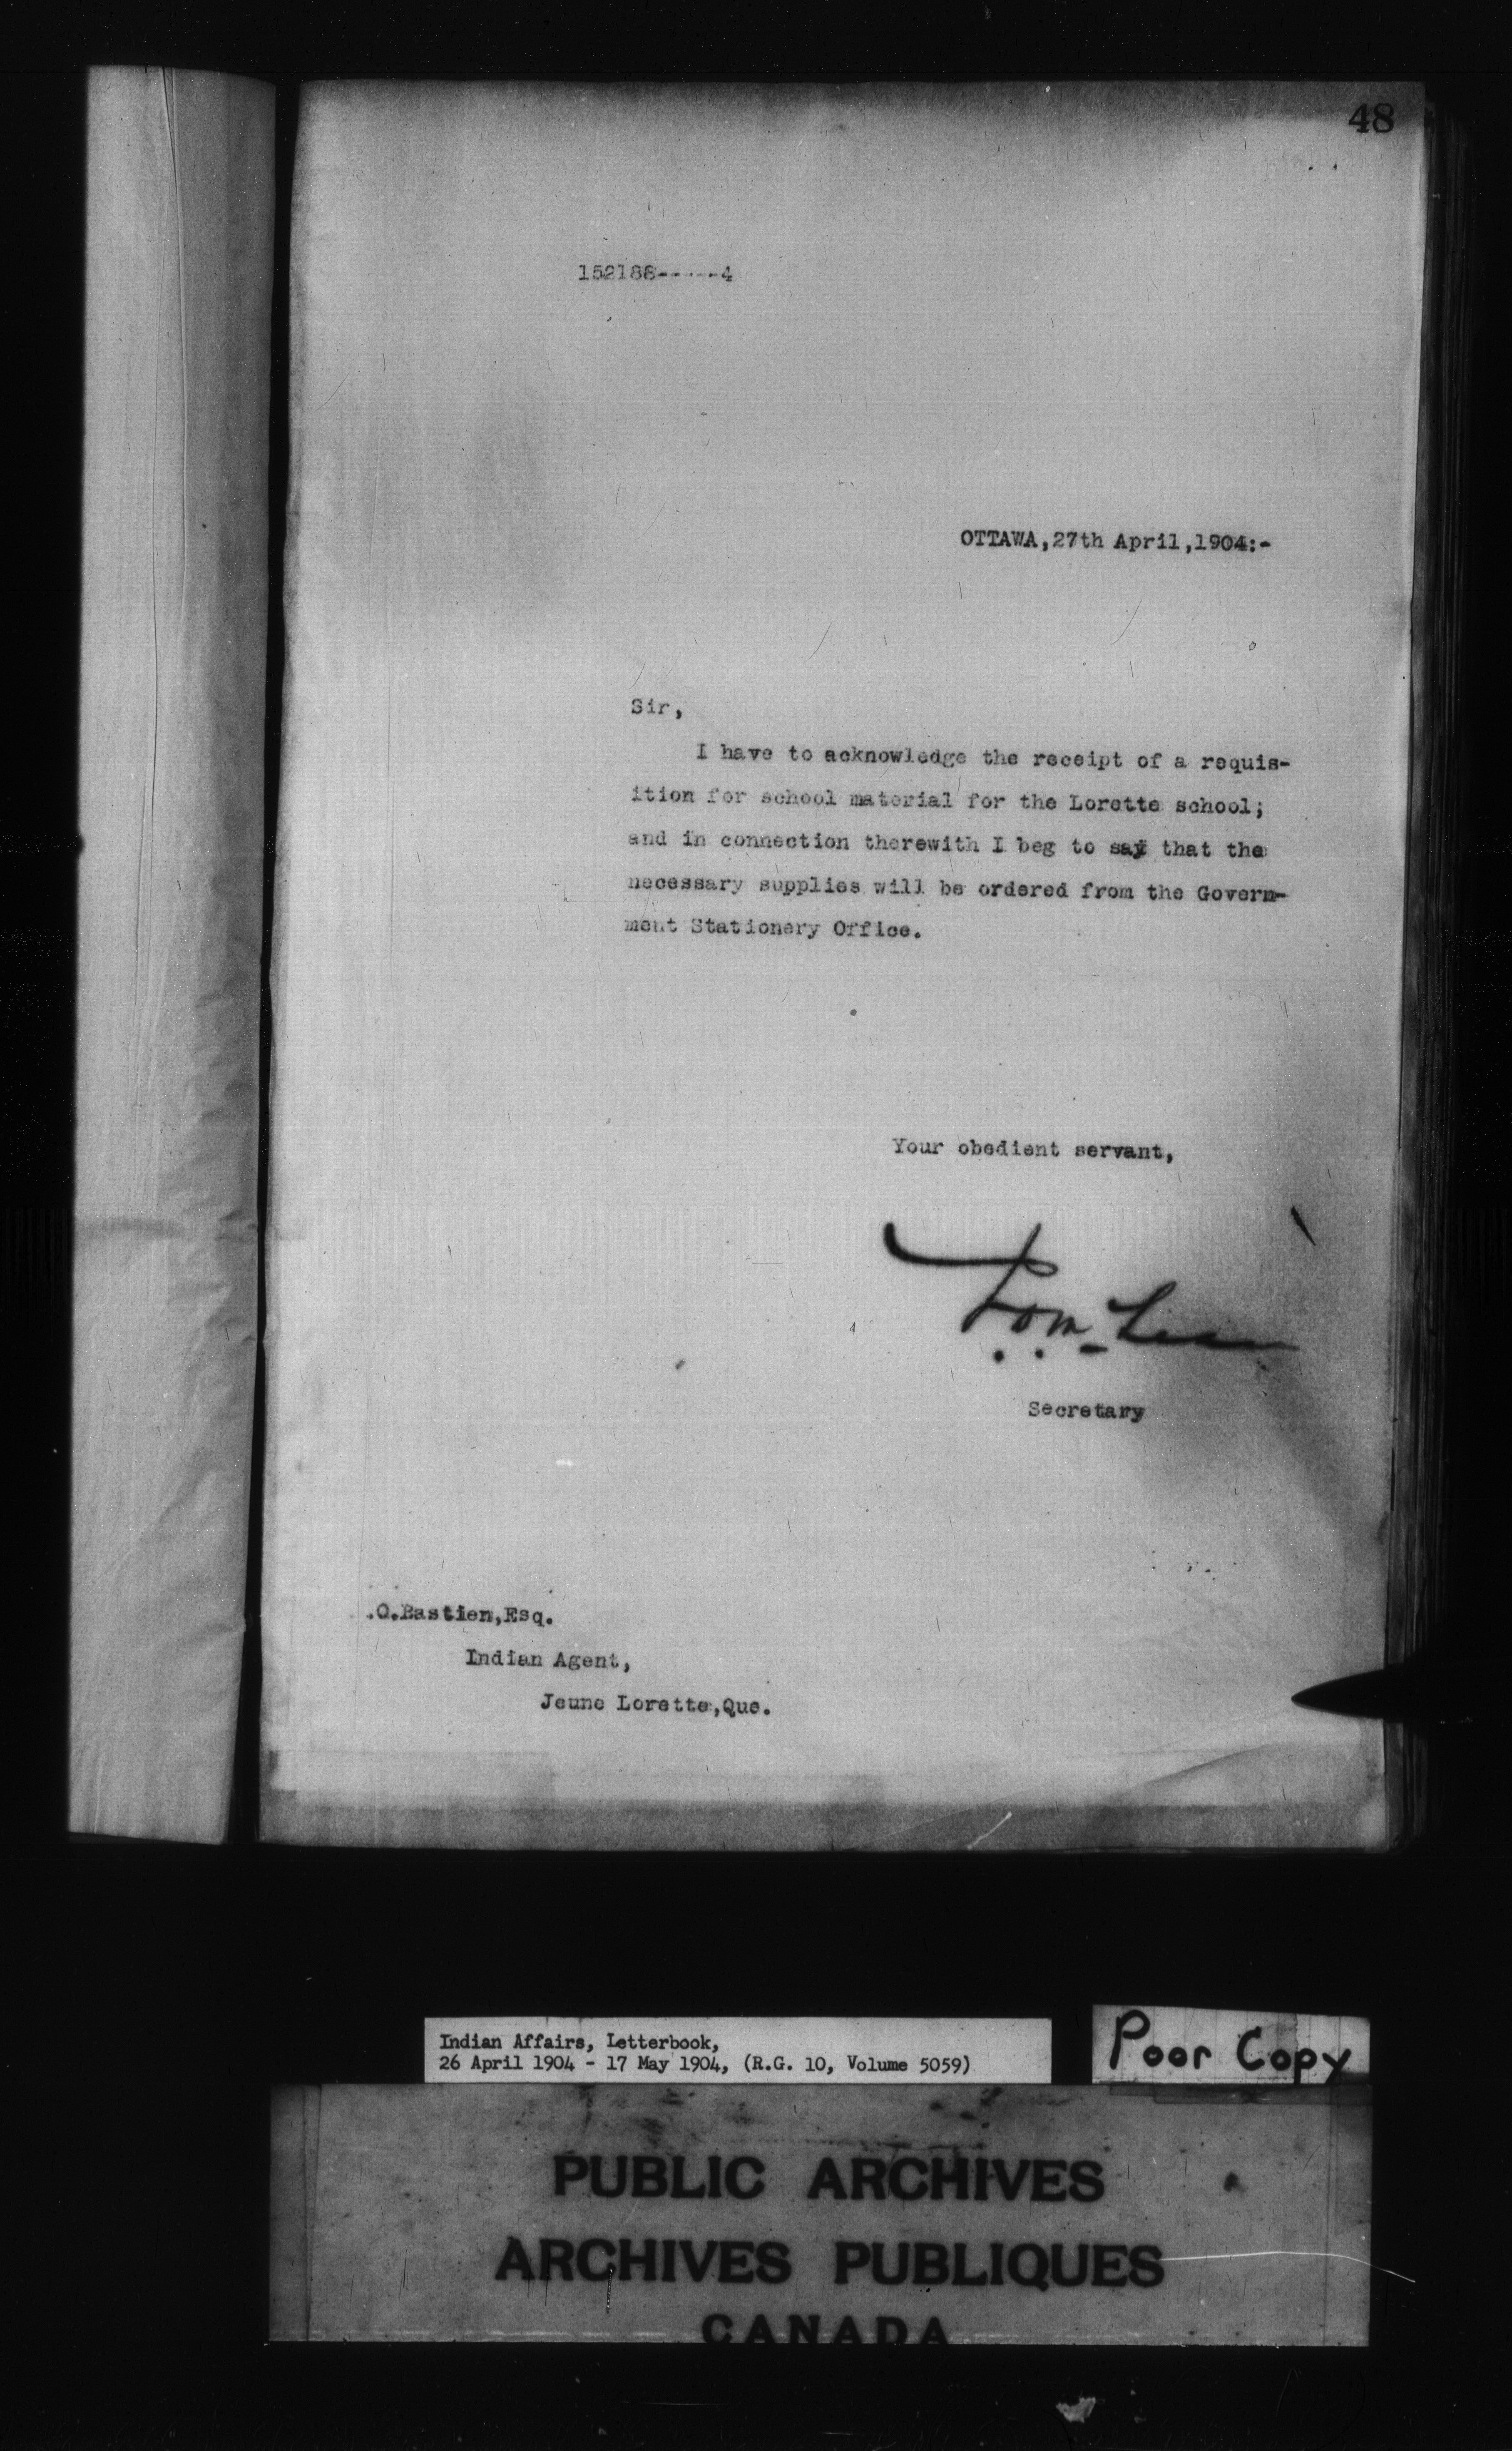 48
152188-----4
OTTAWA,27th April,1904:-
Sir,
I have to acknowledge the receipt of a requis-
ition for school material for the Lorette school;
and in connection therewith I beg to say that the
necessary supplies will be ordered from the Govern-
ment Stationery Office.
Your obedient servant,
Secretary
.O.Bastien,Esq.
Indian Agent,
Jeune Lorette,Que.
Indian Affairs, Letterbook,
26 April 1904 - 17 May 1904, (R.G. 10, Volume 5059)
Poor Copy
PUBLIC ARCHIVES
ARCHIVES PUBLIQUES
CANADA